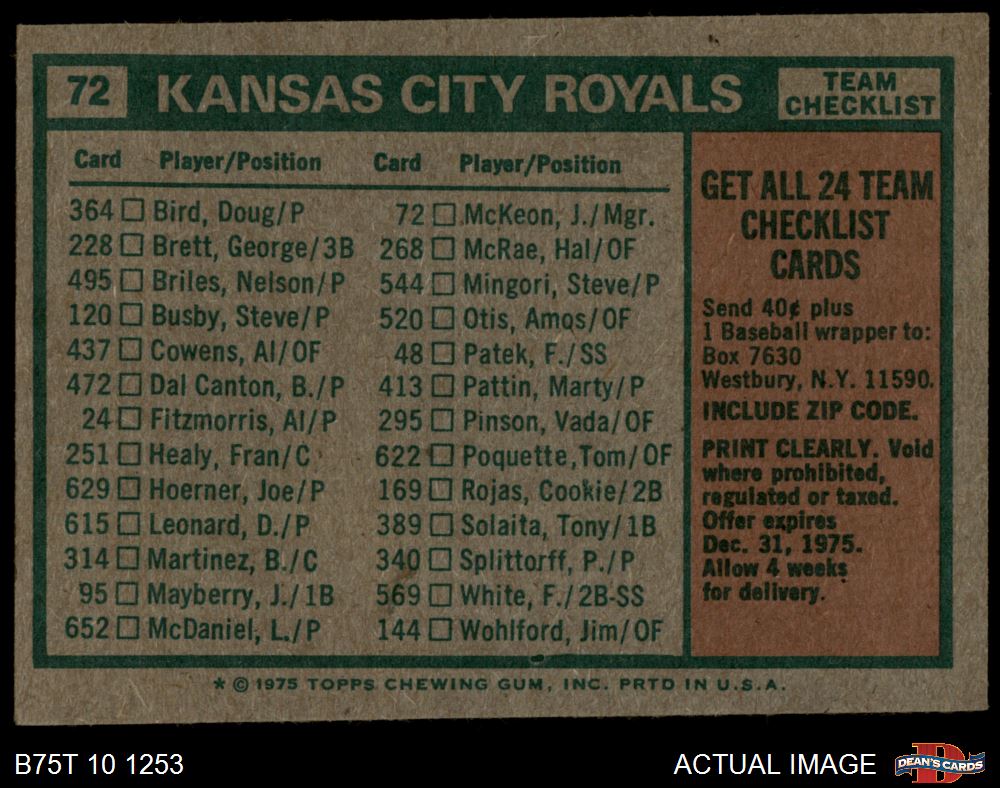 72 KANSAS CITY ROYALS TEAM CHECKLIST
Card Player/Position Card Player/Position
364 Bird, Doug/P
228 Brett, George/3B
495 Briles, Nelson/P
120 Busby, Steve/P
437 Cowens, Al/OF
472 Dal Canton, B./P
24 Fitzmorris, Al/P
251 Healy, Fran/C
629 Hoerner, Joe/P
615 Leonard, D./P
314 Martinez, B./C
95 Mayberry, J./1B
652 McDaniel, L./P
72 McKeon, J./Mgr.
268 McRae, Hal/OF
544 Mingori, Steve/P
520 Otis, Amos/OF
48 Patek, F./SS
413 Pattin, Marty/P
295 Pinson, Vada/OF
622 Poquette,Tom/OF
169 Rojas, Cookie/2B
389 Solaita, Tony/1B
340 Splittorff, P./P
569 White, F./2B-SS
144 Wohlford, Jim/OF
GET ALL 24 TEAM
CHECKLIST
CARDS
Send 40¢ plus
1 Baseball wrapper to:
Box 7630
Westbury, N.Y. 11590.
INCLUDE ZIP CODE.
PRINT CLEARLY. Void
where prohibited,
regulated or taxed.
Offer expires
Dec. 31, 1975.
Allow 4 weeks
for delivery.
* © 1975 TOPPS CHEWING GUM, INC. PRTD IN U.S.A.
B75T 10 1253
ACTUAL IMAGE
D
DEAN'S CARDS